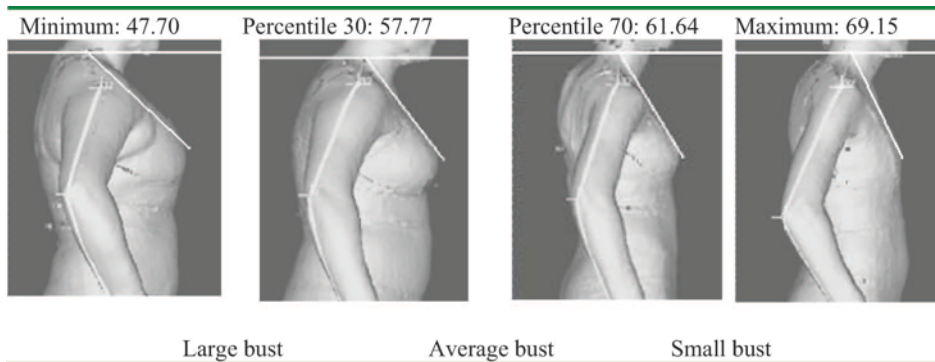 Minimum: 47.70 Percentile 30: 57.77 Percentile 70: 61.64 Maximum: 69.15
Large bust Average bust Small bust